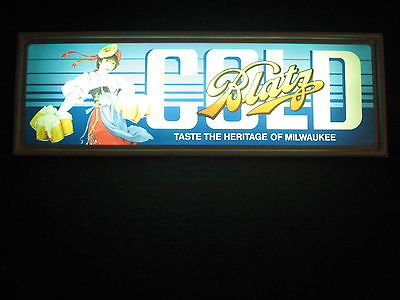 COLD
Blatz
TASTE THE HERITAGE OF MILWAUKEE